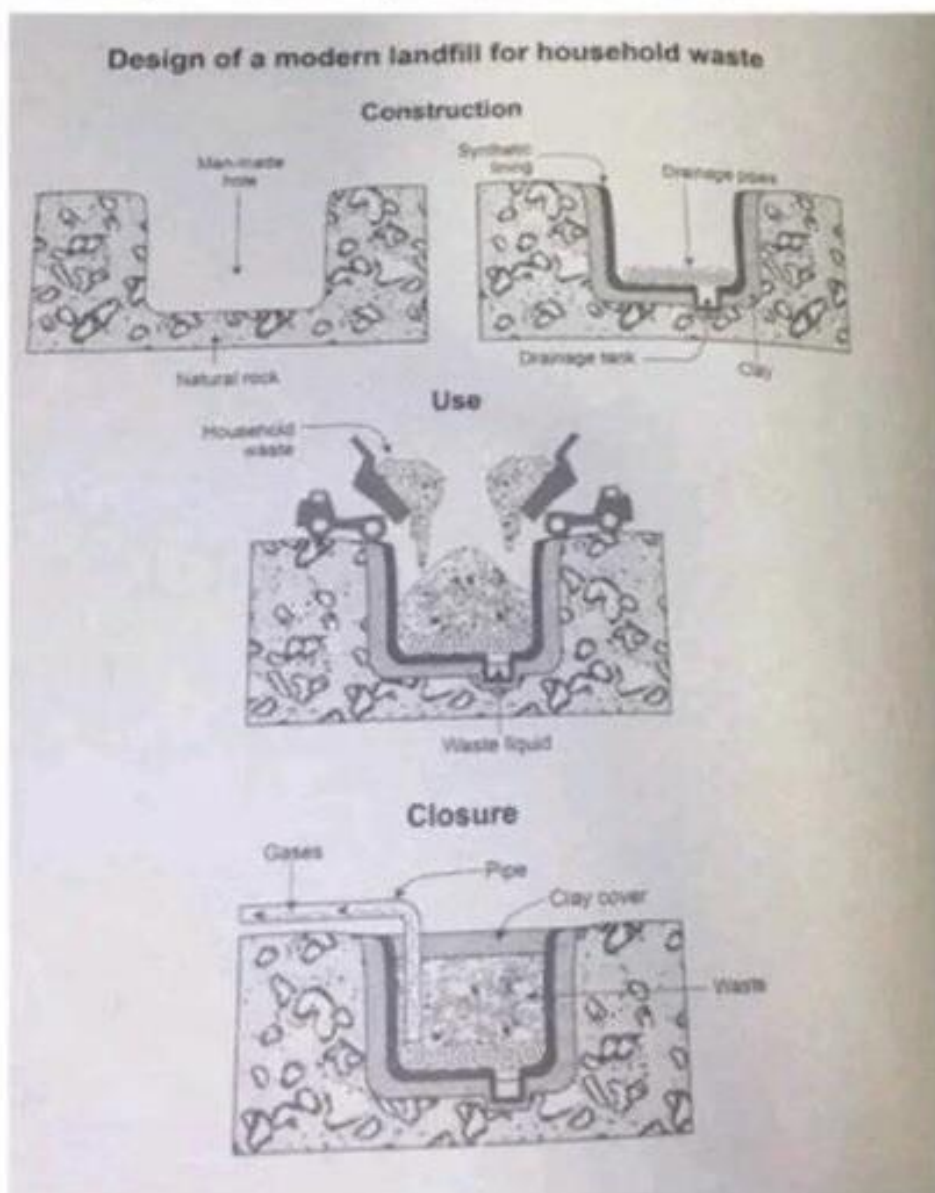 Design of a modern landfill for household waste
Construction
Man-made
hole
Natural rock
Synthetic
lining
Drainage pipes
Drainage tank
Clay
Use
Household
waste
Waste liquid
Closure
Gases
Pipe
Clay cover
Waste